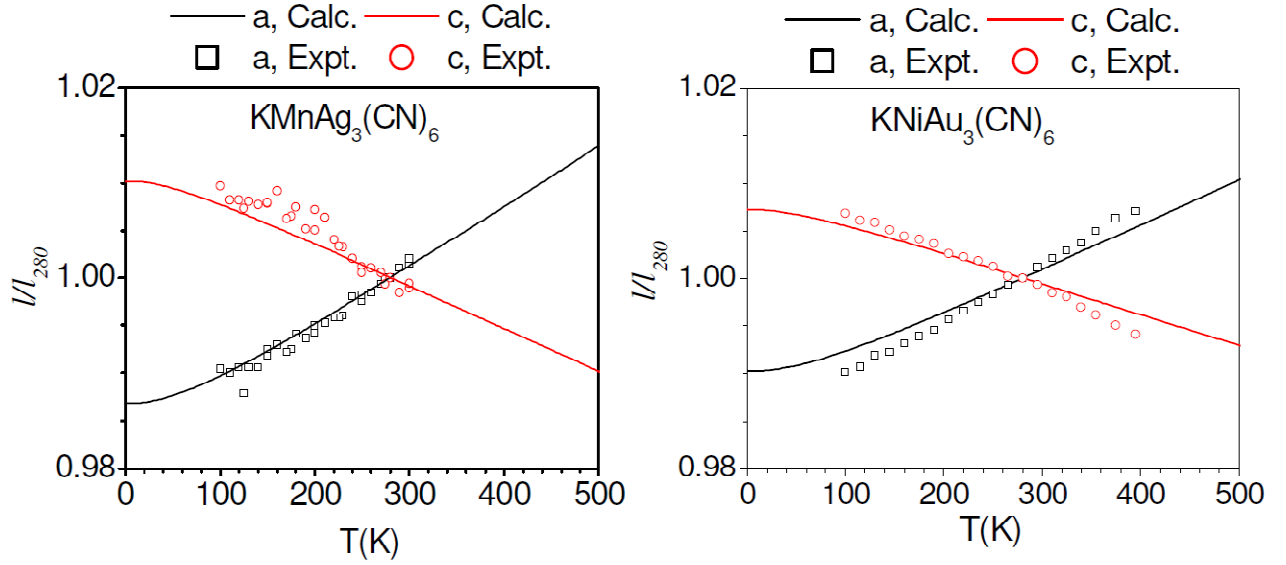 a, Calc. c, Calc.
a, Expt. c, Expt.
1.02
1.00
0.98
l/l280
KMnAg3(CN)6
0 100 200 300 400 500
T(K)
a, Calc. c, Calc.
a, Expt. c, Expt.
1.02
1.00
0.98
l/l280
KNiAu3(CN)6
0 100 200 300 400 500
T(K)